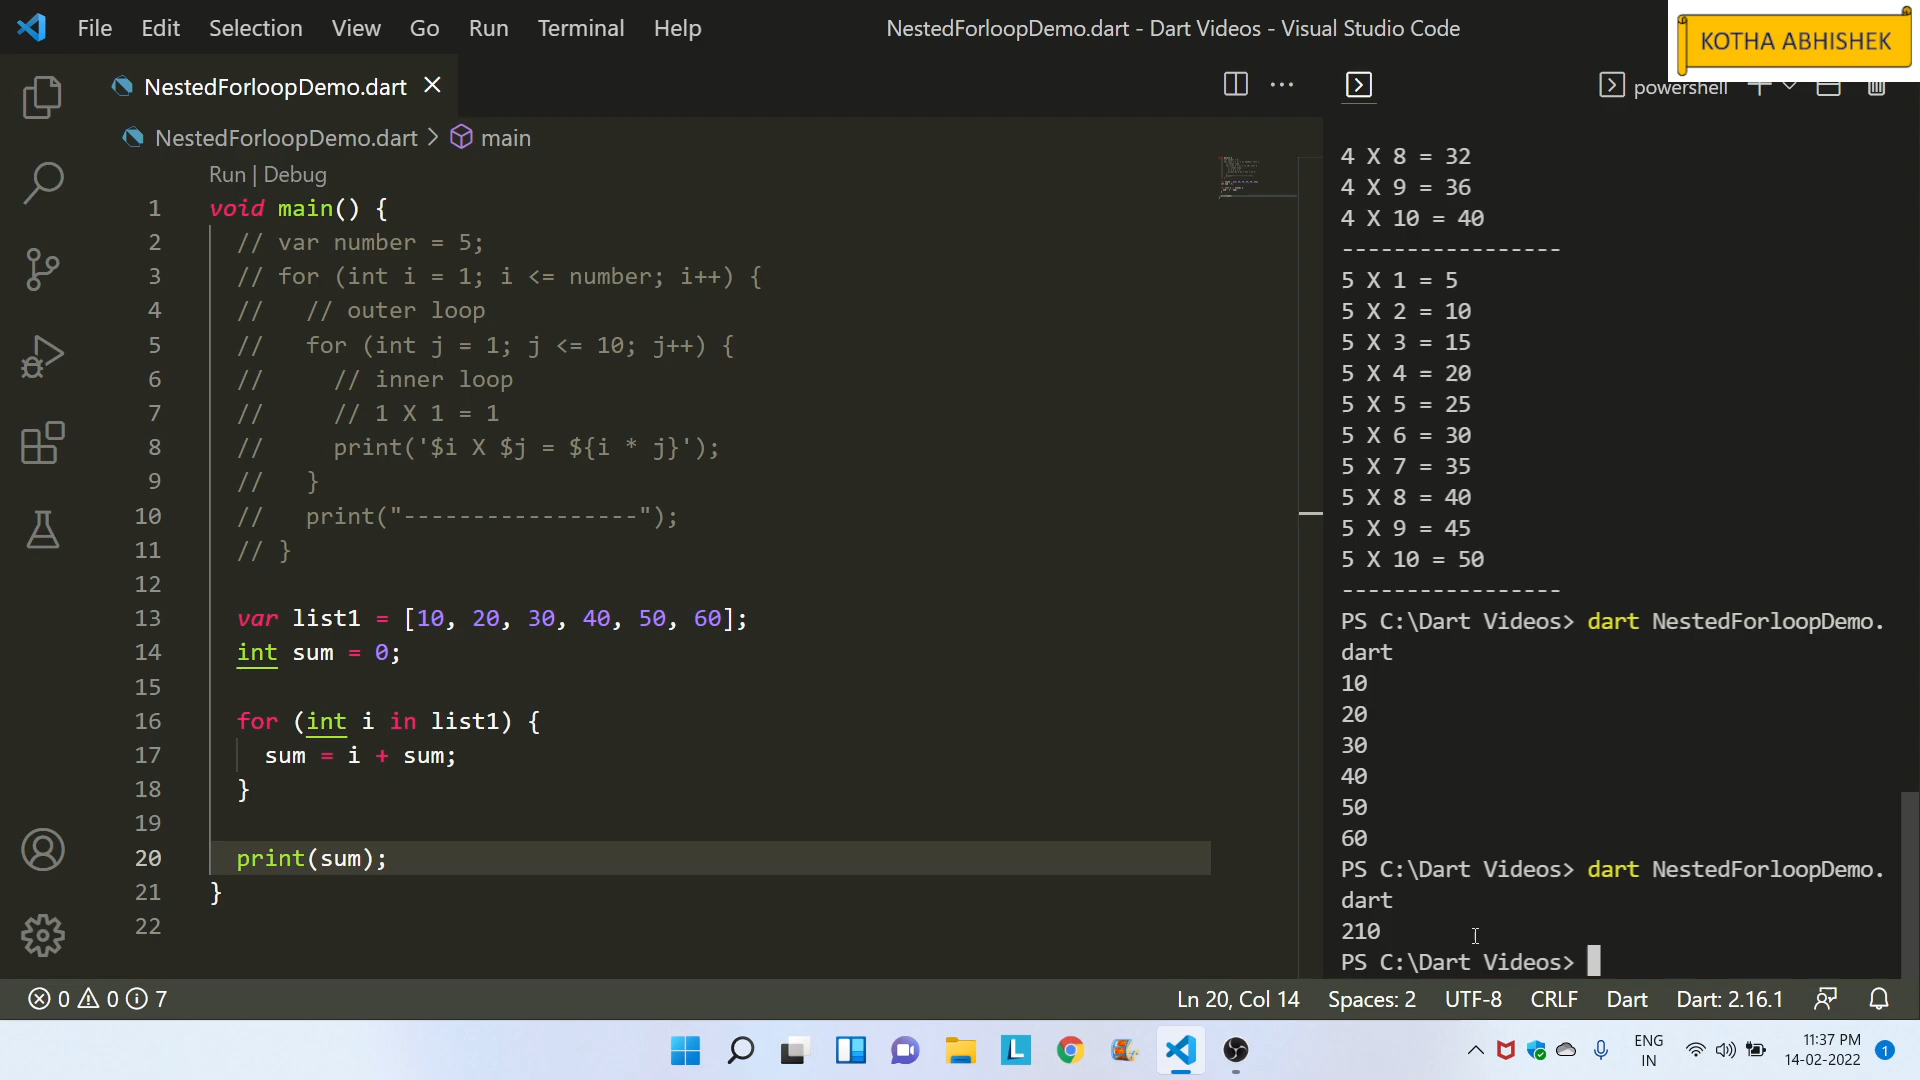 File Edit Selection View Go Run Terminal Help NestedForloopDemo.dart - Dart Videos - Visual Studio Code
KOTHA ABHISHEK
NestedForloopDemo.dart
powershell
NestedForloopDemo.dart > main
Run | Debug
1 void main() {
2 // var number = 5;
3 // for (int i = 1; i <= number; i++) {
4 //   // outer loop
5 //   for (int j = 1; j <= 10; j++) {
6 //     // inner loop
7 //     // 1 X 1 = 1
8 //     print('$i X $j = ${i * j}');
9 //   }
10 //   print("-----------------");
11 // }
12
13 var list1 = [10, 20, 30, 40, 50, 60];
14 int sum = 0;
15
16 for (int i in list1) {
17 sum = i + sum;
18 }
19
20 print(sum);
21 }
22
4 X 8 = 32
4 X 9 = 36
4 X 10 = 40
-----------------
5 X 1 = 5
5 X 2 = 10
5 X 3 = 15
5 X 4 = 20
5 X 5 = 25
5 X 6 = 30
5 X 7 = 35
5 X 8 = 40
5 X 9 = 45
5 X 10 = 50
-----------------
PS C:\Dart Videos> dart NestedForloopDemo.
dart
10
20
30
40
50
60
PS C:\Dart Videos> dart NestedForloopDemo.
dart
210
PS C:\Dart Videos>
0 0 7 Ln 20, Col 14 Spaces: 2 UTF-8 CRLF Dart Dart: 2.16.1
L
ENG
IN
11:37 PM
14-02-2022
1